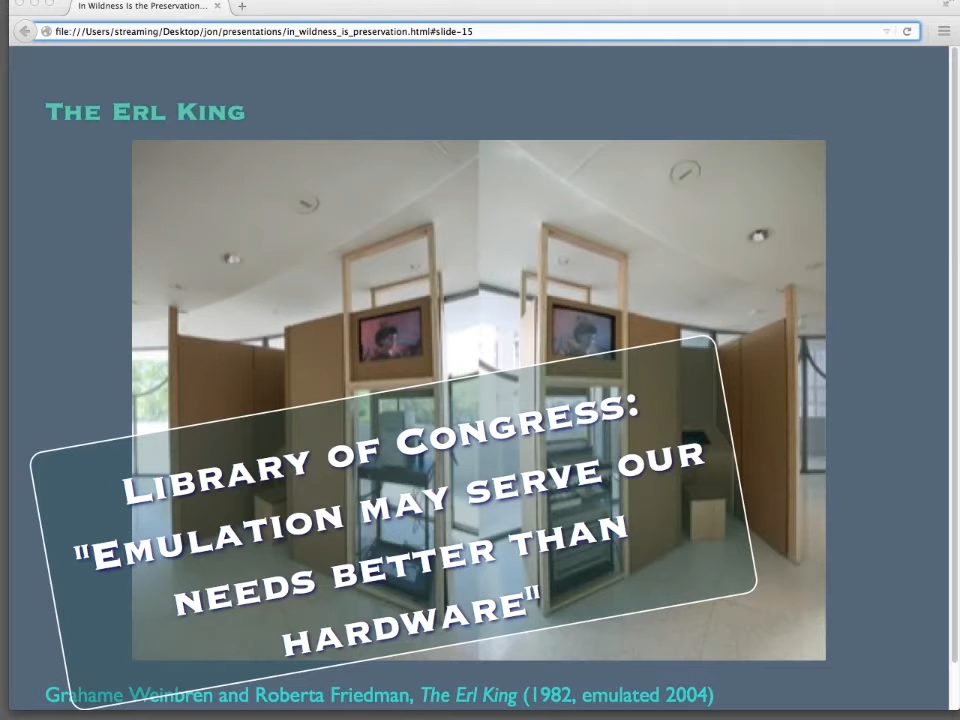 In Wildness Is the Preservation...
file:///Users/streaming/Desktop/jon/presentations/in_wildness_is_preservation.html#slide-15
The Erl King
Library of Congress:
"Emulation may serve our
needs better than
hardware"
Grahame Weinbren and Roberta Friedman, The Erl King (1982, emulated 2004)